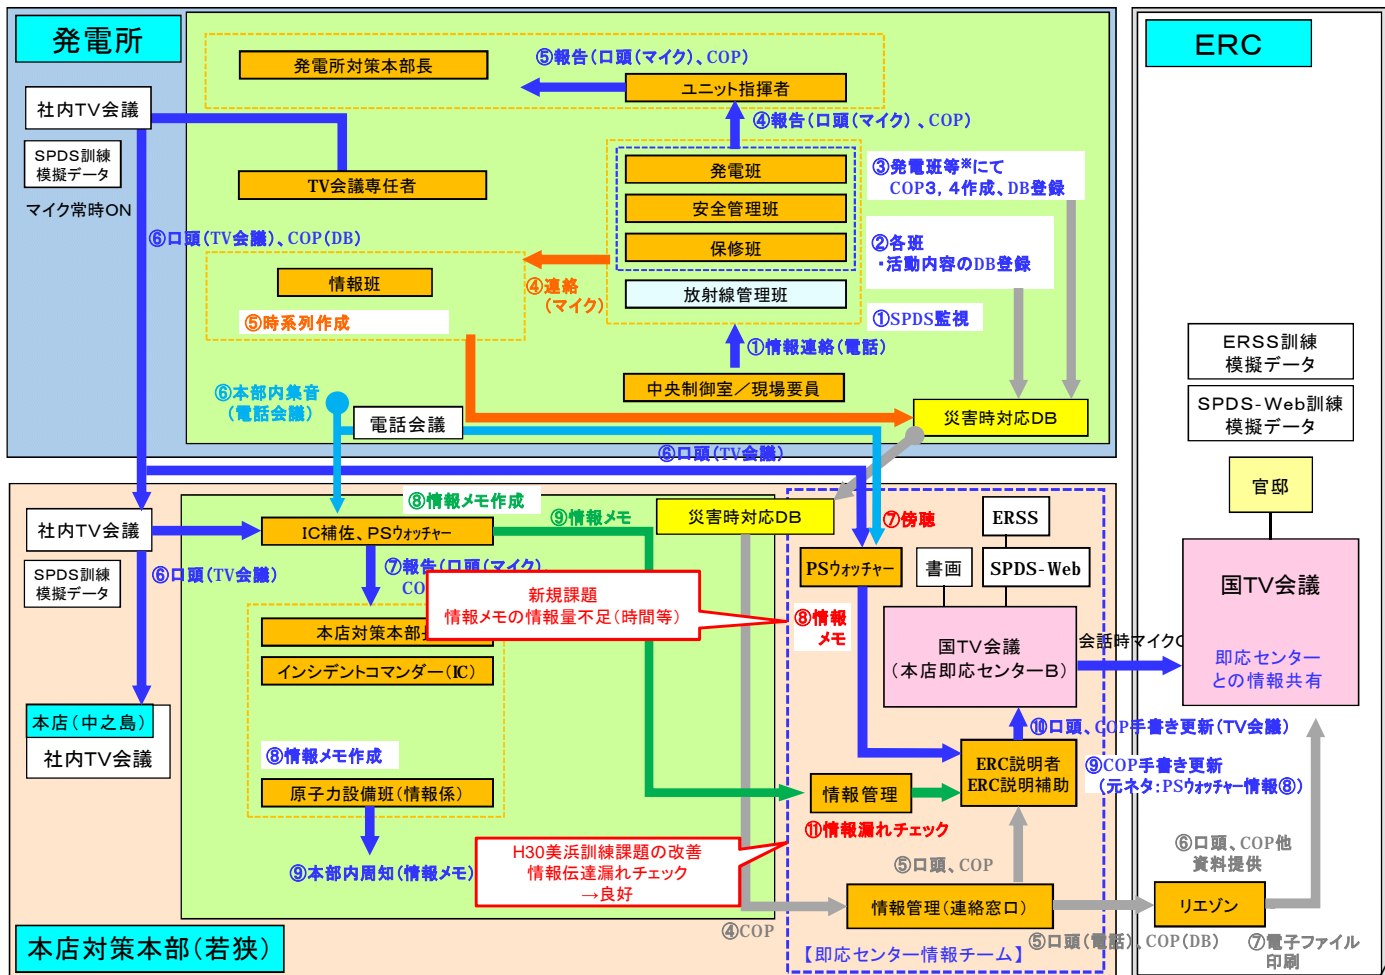 発電所
社内TV会議
SPDS訓練
模擬データ
マイク常時ON
発電所対策本部長
⑤報告(口頭(マイク)、COP)
ユニット指揮者
④報告(口頭(マイク)、COP)
TV会議専任者
発電班
安全管理班
保修班
放射線管理班
③発電班等※にて
COP3,4作成、DB登録
②各班
・活動内容のDB登録
①SPDS監視
⑥口頭(TV会議)、COP(DB)
情報班
④連絡
(マイク)
⑤時系列作成
①情報連絡(電話)
中央制御室/現場要員
⑥本部内集音
(電話会議)
電話会議
災害時対応DB
⑥口頭(TV会議)
ERC
ERSS訓練
模擬データ
SPDS-Web訓練
模擬データ
官邸
国TV会議
即応センター
との情報共有
社内TV会議
SPDS訓練
模擬データ
⑥口頭(TV会議)
本店(中之島)
社内TV会議
⑧情報メモ作成
IC補佐、PSウォッチャー
⑨情報メモ
⑦報告(口頭(マイク)、
CO
新規課題
情報メモの情報量不足(時間等)
本店対策本部長
インシデントコマンダー(IC)
⑧情報メモ作成
原子力設備班(情報係)
⑨本部内周知(情報メモ)
H30美浜訓練課題の改善
情報伝達漏れチェック
→良好
災害時対応DB
⑦傍聴
ERSS
PSウォッチャー
書画
SPDS-Web
⑧情報
メモ
国TV会議
(本店即応センターB)
会話時マイクO
⑩口頭、COP手書き更新(TV会議)
ERC説明者
ERC説明補助
⑨COP手書き更新
(元ネタ:PSウォッチャー情報⑧)
情報管理
⑪情報漏れチェック
⑤口頭、COP
情報管理(連絡窓口)
④COP
⑤口頭(電話)、COP(DB)
リエゾン
⑥口頭、COP他
資料提供
⑦電子ファイル
印刷
【即応センター情報チーム】
本店対策本部(若狭)